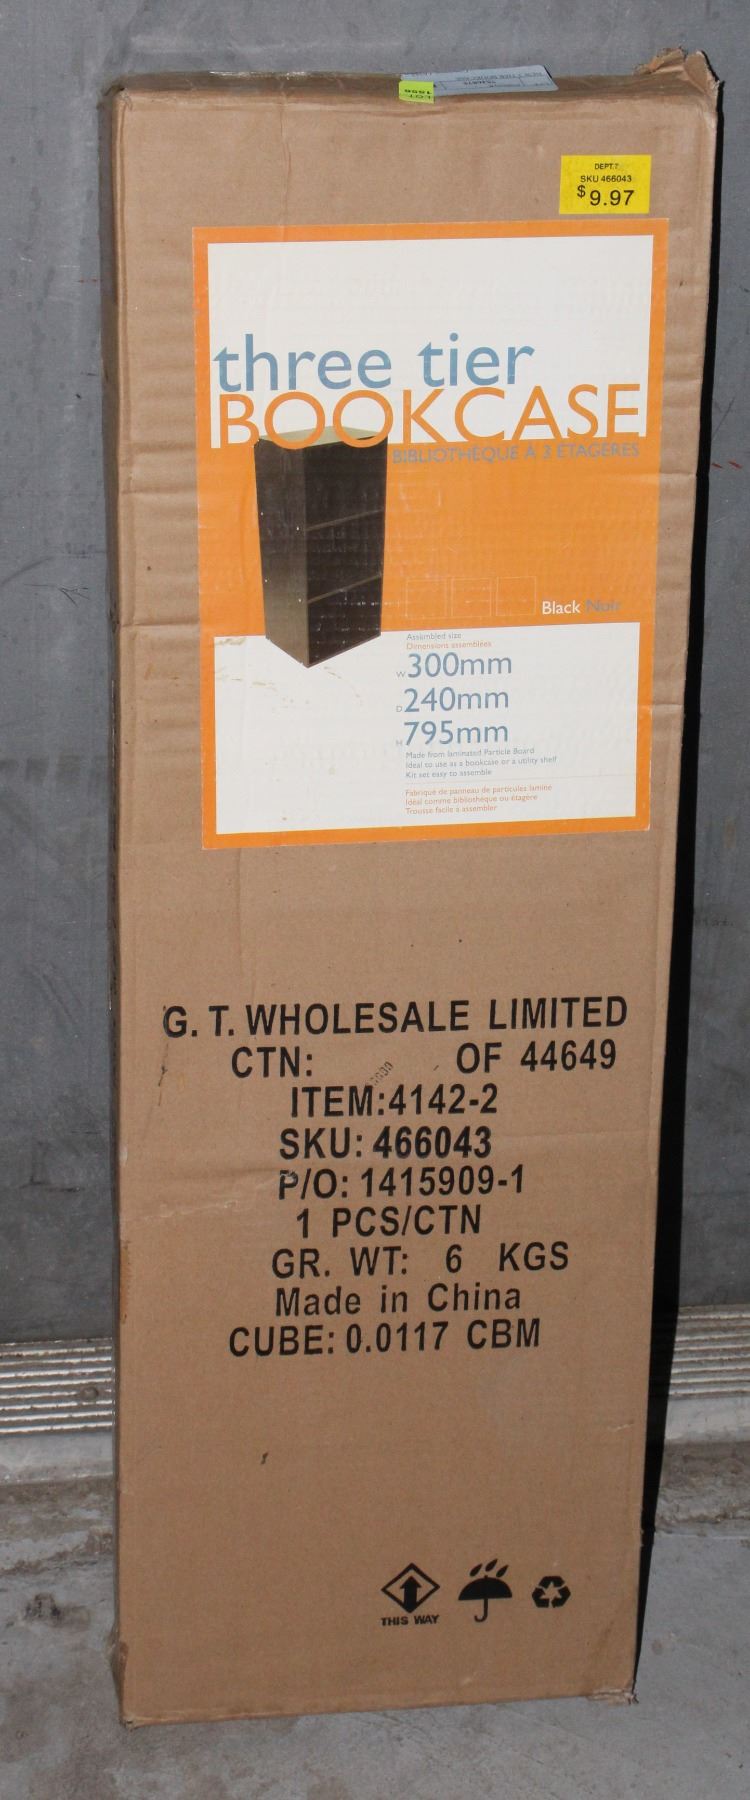 LOT
1556
DEPT.7
SKU 466043
$9.97
three tier
BOOKCASE
BIBLIOTHÈQUE À 3 ÉTAGÈRES
Black Noir
Assembled size
Dimensions assemblées
W 300mm
D 240mm
H 795mm
Made from laminated Particle Board
Ideal to use as a bookcase or a utility shelf
Kit set easy to assemble
Fabriqué de panneau de particules laminé
Idéal comme bibliothèque ou étagère
Trousse facile à assembler
G. T. WHOLESALE LIMITED
CTN: OF 44649
ITEM:4142-2
SKU: 466043
P/O: 1415909-1
1 PCS/CTN
GR. WT: 6 KGS
Made in China
CUBE: 0.0117 CBM
THIS WAY